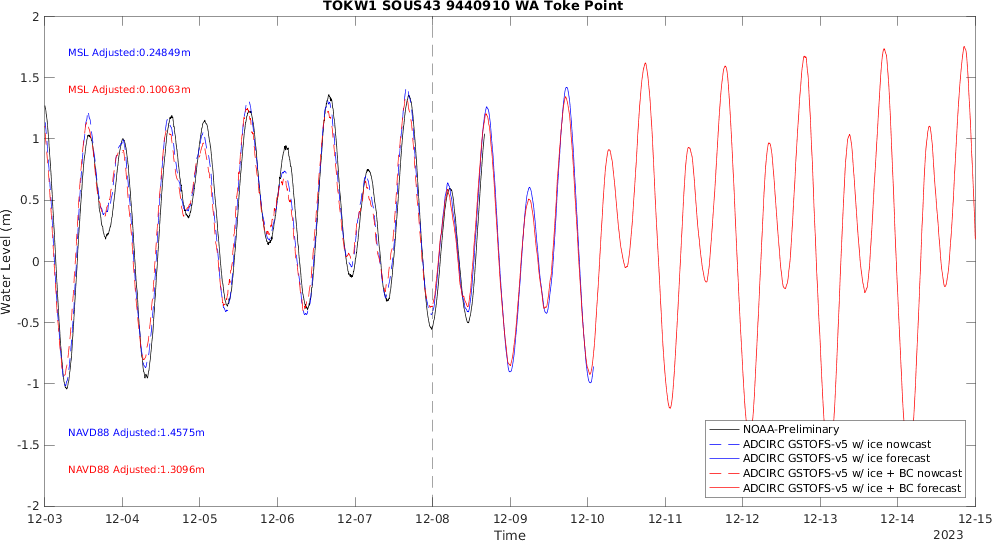 TOKW1 SOUS43 9440910 WA Toke Point
MSL Adjusted:0.24849m
MSL Adjusted:0.10063m
NAVD88 Adjusted:1.4575m
NAVD88 Adjusted:1.3096m
Water Level (m)
2
1.5
1
0.5
0
-0.5
-1
-1.5
-2
NOAA-Preliminary
ADCIRC GSTOFS-v5 w/ ice nowcast
ADCIRC GSTOFS-v5 w/ ice forecast
ADCIRC GSTOFS-v5 w/ ice + BC nowcast
ADCIRC GSTOFS-v5 w/ ice + BC forecast
12-03 12-04 12-05 12-06 12-07 12-08 12-09 12-10 12-11 12-12 12-13 12-14 12-15
Time
2023